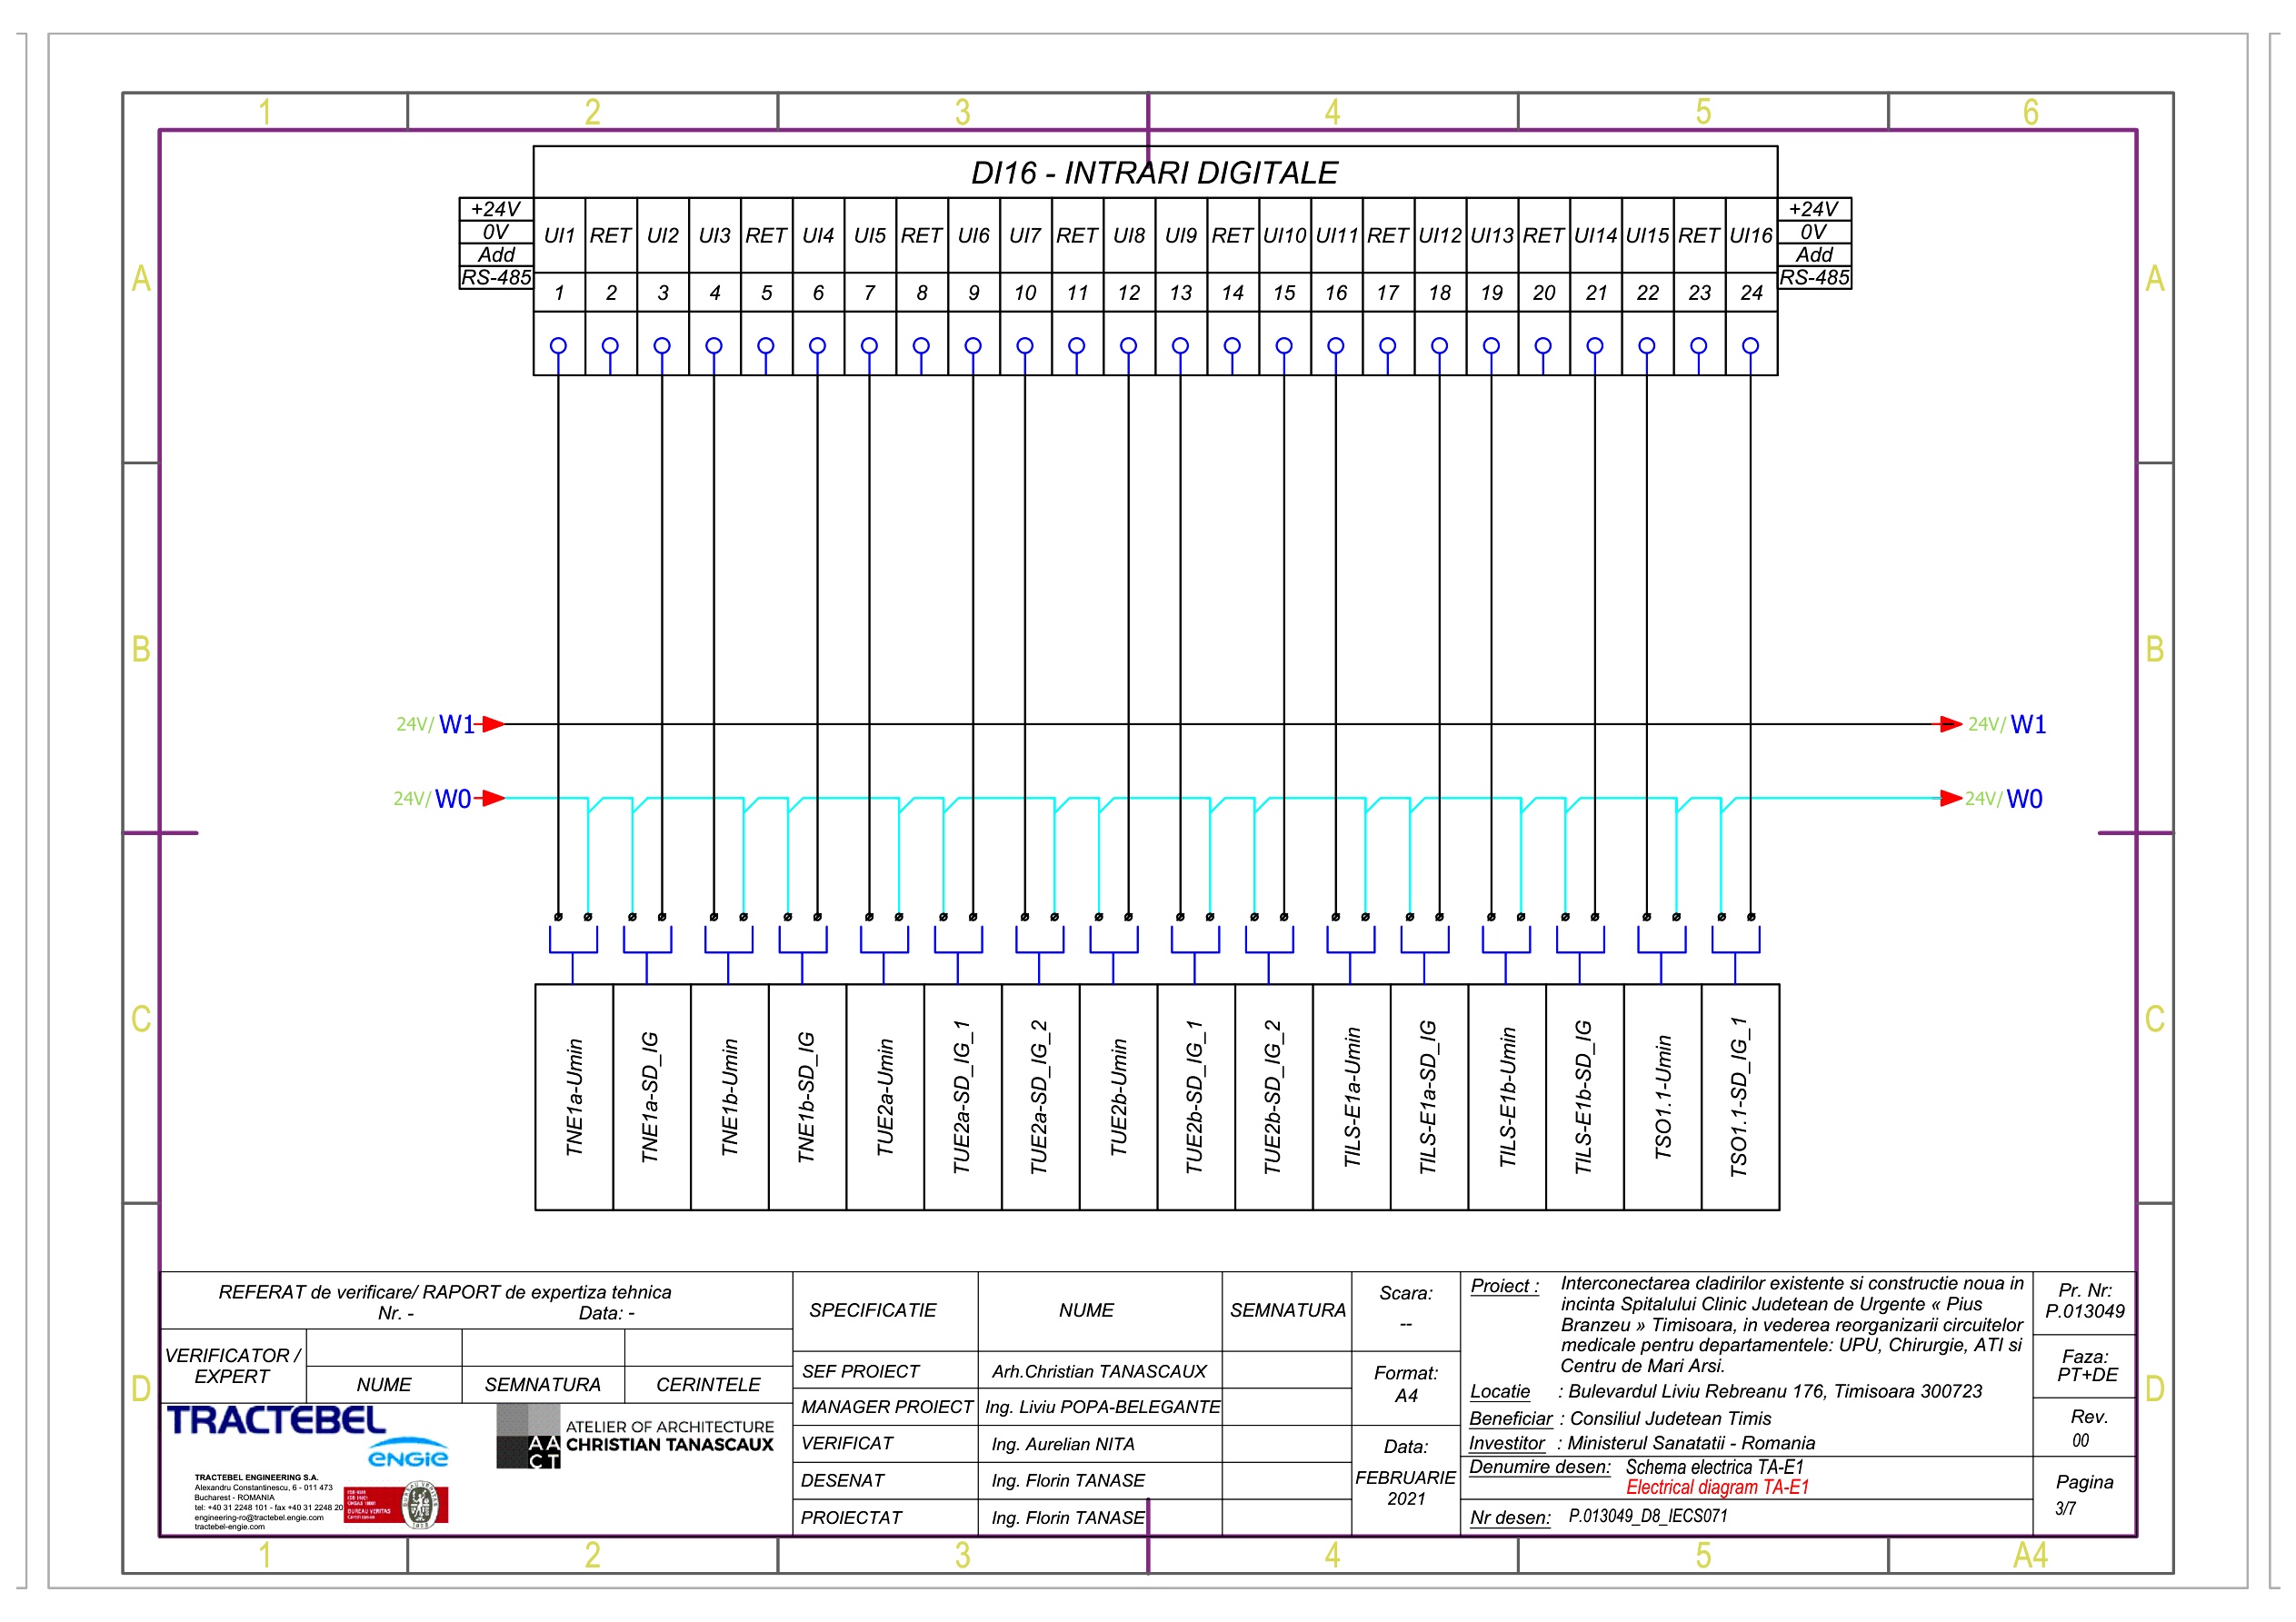 1 2 3 4 5 6
DI16 - INTRARI DIGITALE
+24V UI1 RET UI2 UI3 RET UI4 UI5 RET UI6 UI7 RET UI8 UI9 RET UI10 UI11 RET UI12 UI13 RET UI14 UI15 RET UI16 +24V
0V 0V
Add Add
RS-485 RS-485
1 2 3 4 5 6 7 8 9 10 11 12 13 14 15 16 17 18 19 20 21 22 23 24
A A
B B
24V/ W1 24V/ W1
24V/ W0 24V/ W0
C C
TNE1a-Umin
TNE1a-SD_IG
TNE1b-Umin
TNE1b-SD_IG
TUE2a-Umin
TUE2a-SD_IG_1
TUE2a-SD_IG_2
TUE2b-Umin
TUE2b-SD_IG_1
TUE2b-SD_IG_2
TILS-E1a-Umin
TILS-E1a-SD_IG
TILS-E1b-Umin
TILS-E1b-SD_IG
TSO1.1-Umin
TSO1.1-SD_IG_1
D D
REFERAT de verificare/ RAPORT de expertiza tehnica
Nr. - Data: -
VERIFICATOR /
EXPERT
NUME SEMNATURA CERINTELE
TRACTEBEL
ENGIE
TRACTEBEL ENGINEERING S.A.
Alexandru Constantinescu, 6 - 011 473
Bucharest - ROMANIA
tel: +40 31 2248 101 - fax +40 31 2248 20
engineering-ro@tractebel.engie.com
tractebel-engie.com
BUREAU VERITAS
AA
CT
ATELIER OF ARCHITECTURE
CHRISTIAN TANASCAUX
SPECIFICATIE NUME SEMNATURA
SEF PROIECT Arh.Christian TANASCAUX
MANAGER PROIECT Ing. Liviu POPA-BELEGANTE
VERIFICAT Ing. Aurelian NITA
DESENAT Ing. Florin TANASE
PROIECTAT Ing. Florin TANASE
Scara:
--
Format:
A4
Data:
FEBRUARIE
2021
Proiect : Interconectarea cladirilor existente si constructie noua in
incinta Spitalului Clinic Judetean de Urgente « Pius
Branzeu » Timisoara, in vederea reorganizarii circuitelor
medicale pentru departamentele: UPU, Chirurgie, ATI si
Centru de Mari Arsi.
Locatie : Bulevardul Liviu Rebreanu 176, Timisoara 300723
Beneficiar : Consiliul Judetean Timis
Investitor : Ministerul Sanatatii - Romania
Denumire desen: Schema electrica TA-E1
Electrical diagram TA-E1
Nr desen: P.013049_D8_IECS071
Pr. Nr:
P.013049
Faza:
PT+DE
Rev.
00
Pagina
3/7
1 2 3 4 5 A4